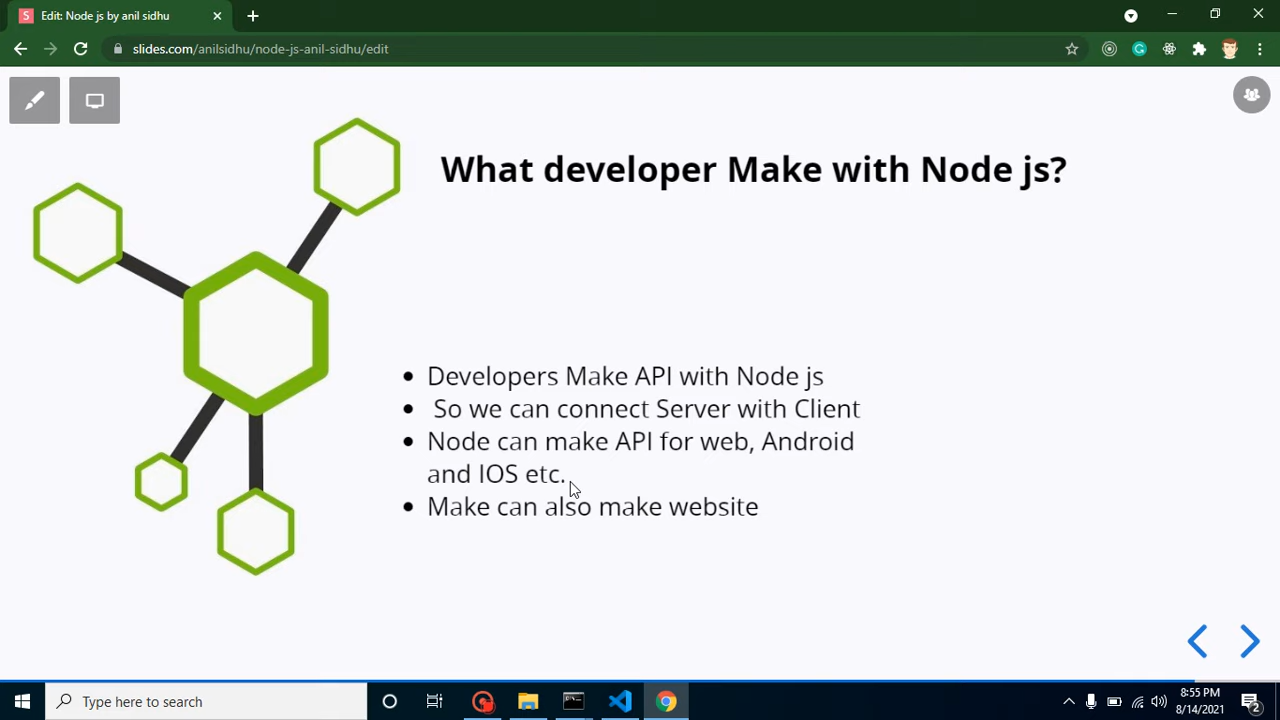 Edit: Node js by anil sidhu
slides.com/anilsidhu/node-js-anil-sidhu/edit
What developer Make with Node js?
Developers Make API with Node js
So we can connect Server with Client
Node can make API for web, Android
and IOS etc.
Make can also make website
Type here to search
8:55 PM
8/14/2021
2